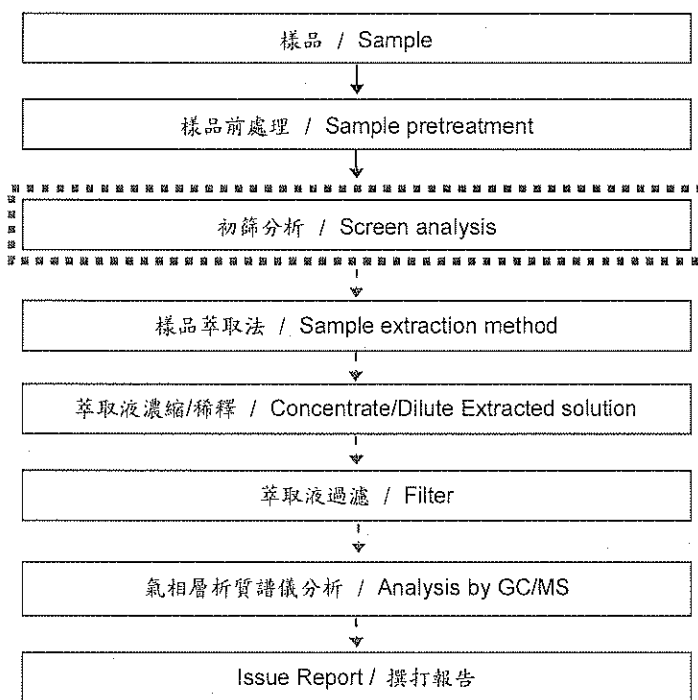 樣品 / Sample
樣品前處理 / Sample pretreatment
初篩分析 / Screen analysis
樣品萃取法 / Sample extraction method
萃取液濃縮/稀釋 / Concentrate/Dilute Extracted solution
萃取液過濾 / Filter
氣相層析質譜儀分析 / Analysis by GC/MS
Issue Report / 撰打報告